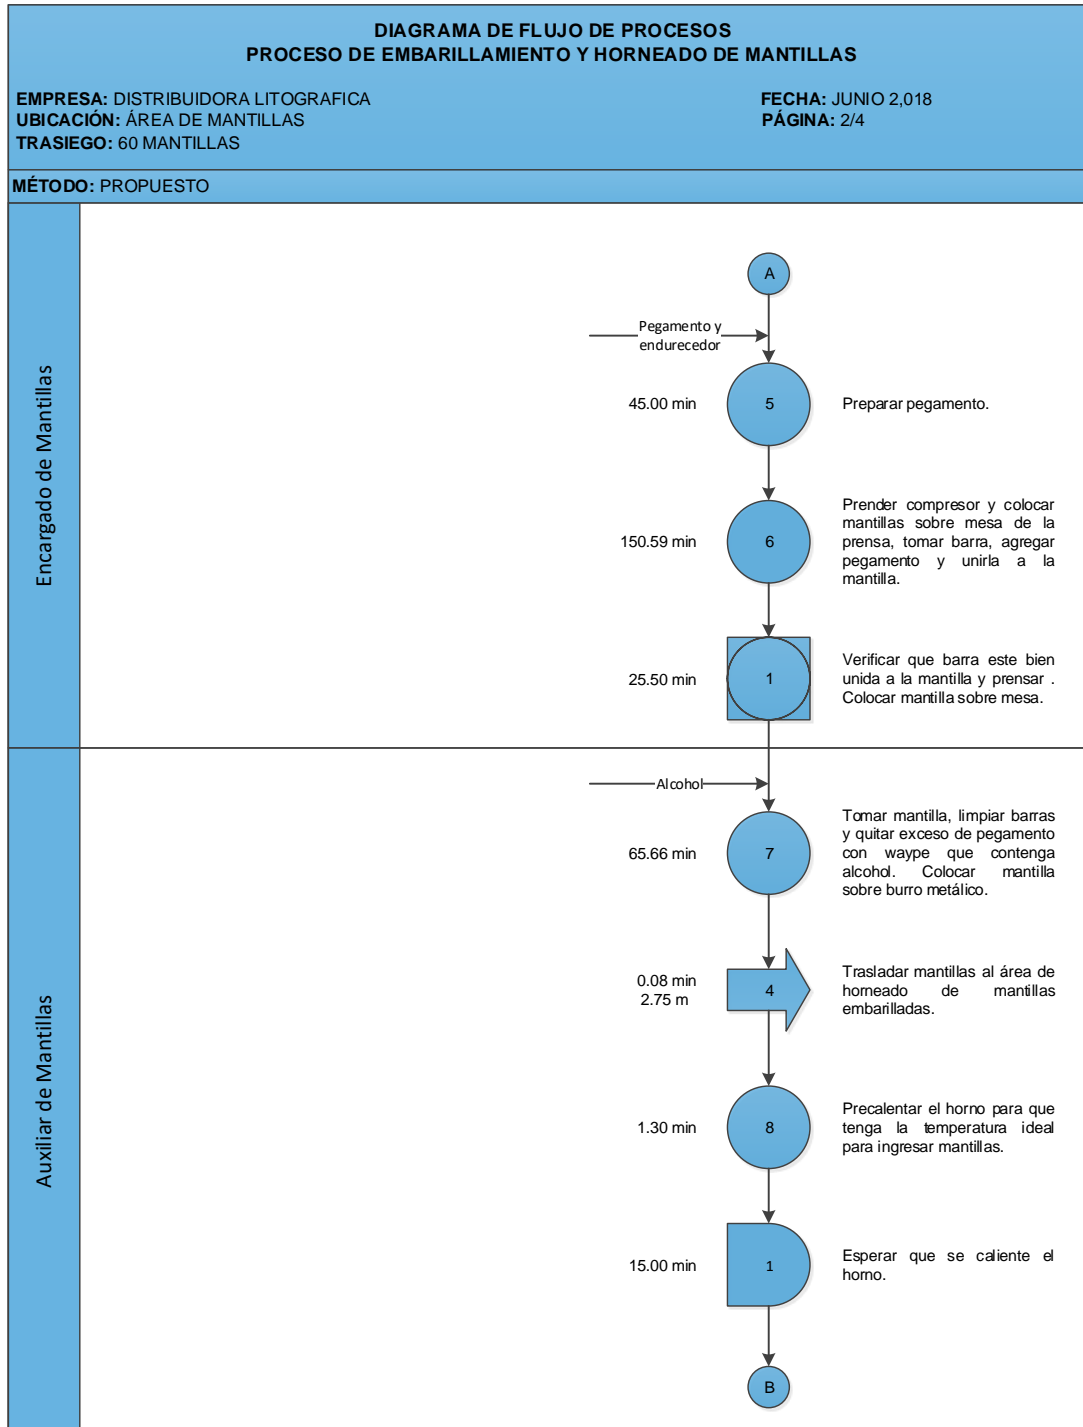 DIAGRAMA DE FLUJO DE PROCESOS
PROCESO DE EMBARILLAMIENTO Y HORNEADO DE MANTILLAS
EMPRESA: DISTRIBUIDORA LITOGRAFICA
FECHA: JUNIO 2,018
UBICACIÓN: ÁREA DE MANTILLAS
PÁGINA: 2/4
TRASIEGO: 60 MANTILLAS
MÉTODO: PROPUESTO
Encargado de Mantillas
A
Pegamento y
endurecedor
45.00 min
5
Preparar pegamento.
150.59 min
6
Prender compresor y colocar
mantillas sobre mesa de la
prensa, tomar barra, agregar
pegamento y unirla a la
mantilla.
25.50 min
1
Verificar que barra este bien
unida a la mantilla y prensar .
Colocar mantilla sobre mesa.
Auxiliar de Mantillas
Alcohol
65.66 min
7
Tomar mantilla, limpiar barras
y quitar exceso de pegamento
con waype que contenga
alcohol. Colocar mantilla
sobre burro metálico.
0.08 min
2.75 m
4
Trasladar mantillas al área de
horneado de mantillas
embarilladas.
1.30 min
8
Precalentar el horno para que
tenga la temperatura ideal
para ingresar mantillas.
15.00 min
1
Esperar que se caliente el
horno.
B